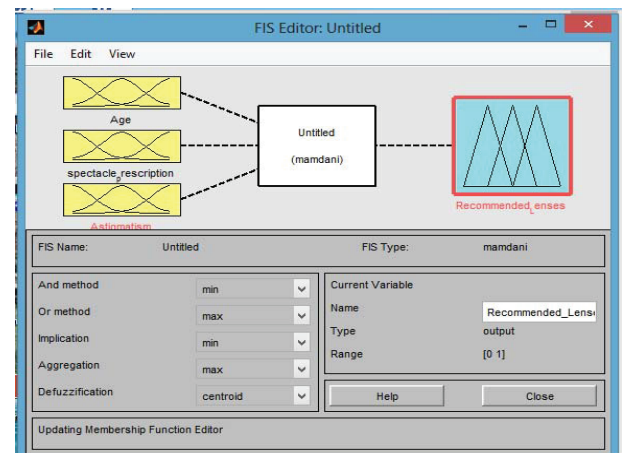 FIS Editor: Untitled
File Edit View
Age
spectacle_prescription
Astigmatism
Untitled
(mamdani)
Recommended_Lenses
FIS Name: Untitled FIS Type: mamdani
And method min
Or method max
Implication min
Aggregation max
Defuzzification centroid
Current Variable
Name Recommended_Lense
Type output
Range [0 1]
Help Close
Updating Membership Function Editor